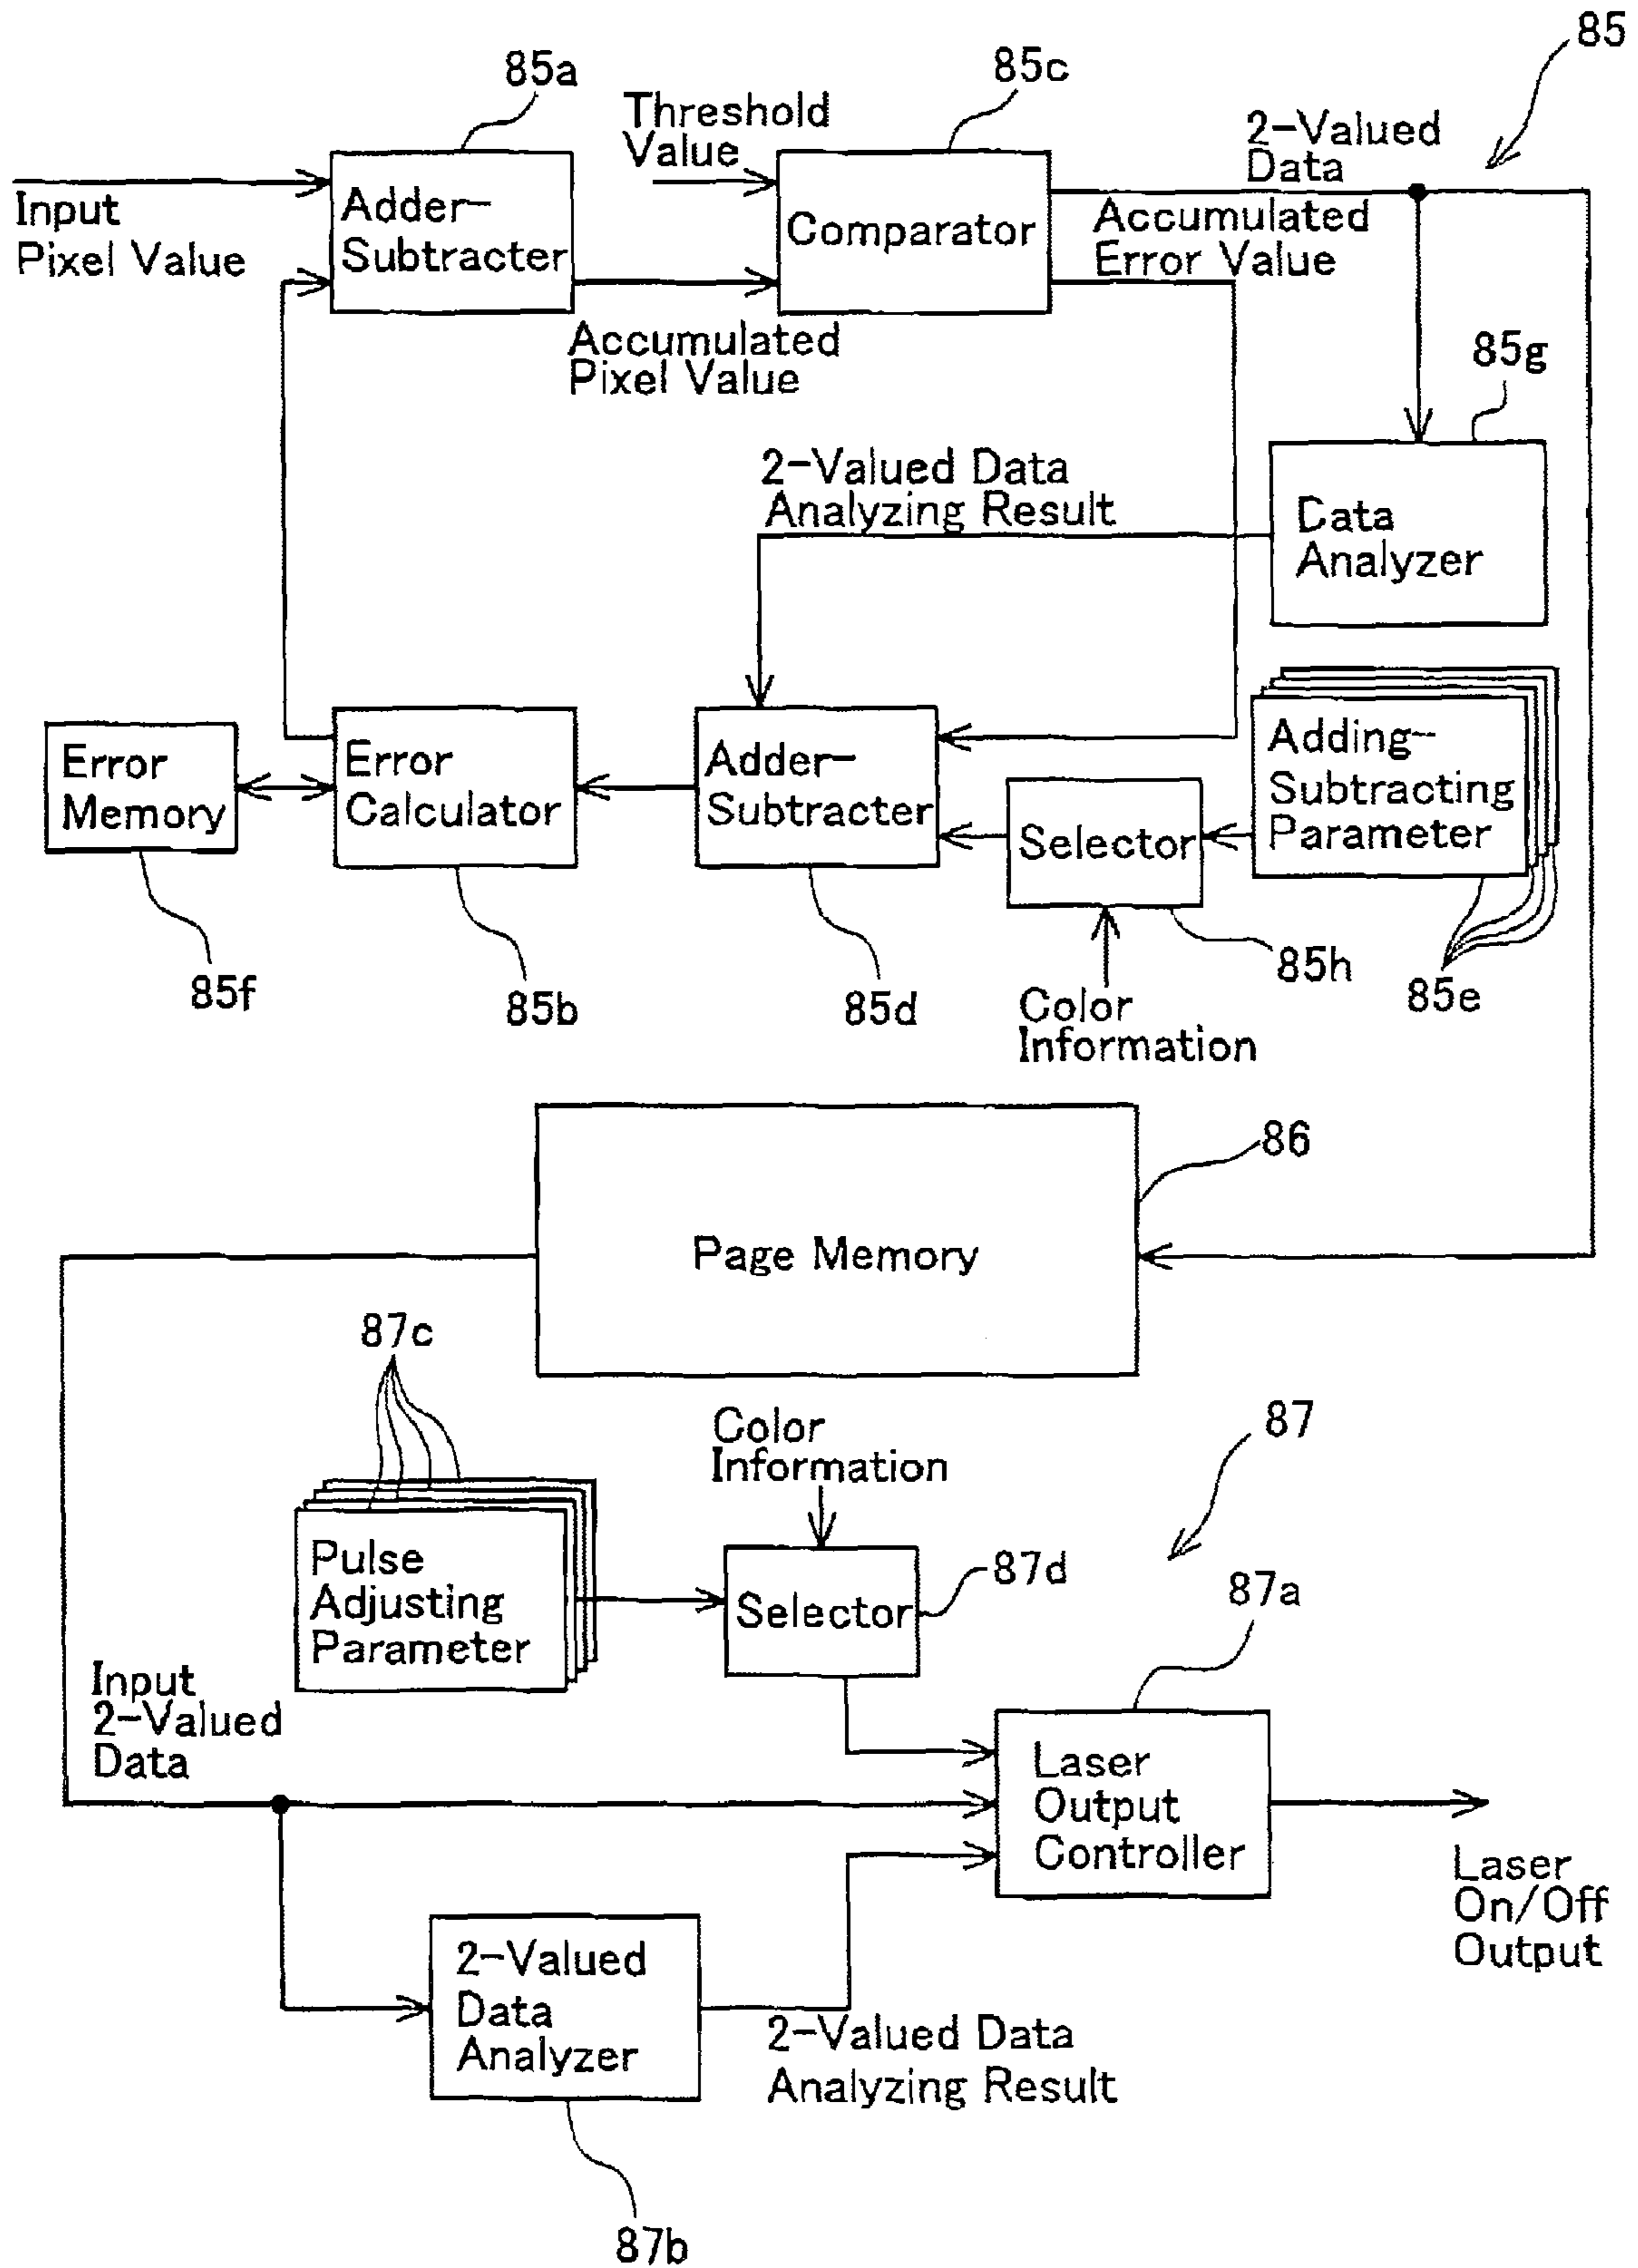 85
85a
85c
Threshold
Value
2-Valued
Data
Input
Pixel Value
Adder-
Subtracter
Comparator
Accumulated
Error Value
Accumulated
Pixel Value
85g
2-Valued Data
Analyzing Result
Data
Analyzer
Error
Memory
Error
Calculator
Adder-
Subtracter
Selector
Adding-
Subtracting
Parameter
85f
85b
85d
85h
85e
Color
Information
86
Page Memory
87c
Color
Information
87
Pulse
Adjusting
Parameter
Selector
87d
87a
Input
2-Valued
Data
Laser
Output
Controller
Laser
On/Off
Output
2-Valued
Data
Analyzer
2-Valued Data
Analyzing Result
87b